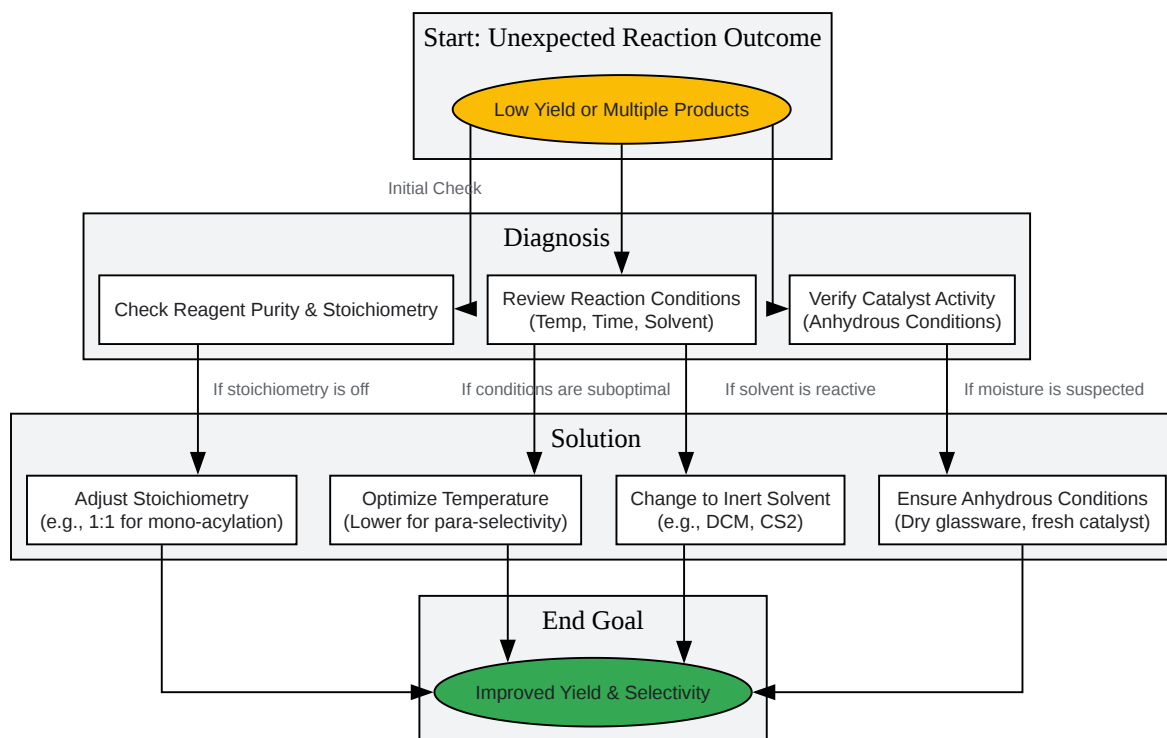 Start: Unexpected Reaction Outcome
Low Yield or Multiple Products
Initial Check
Diagnosis
Check Reagent Purity & Stoichiometry
Review Reaction Conditions
(Temp, Time, Solvent)
Verify Catalyst Activity
(Anhydrous Conditions)
If stoichiometry is off
If conditions are suboptimal
If solvent is reactive
If moisture is suspected
Solution
Adjust Stoichiometry
(e.g., 1:1 for mono-acylation)
Optimize Temperature
(Lower for para-selectivity)
Change to Inert Solvent
(e.g., DCM, CS2)
Ensure Anhydrous Conditions
(Dry glassware, fresh catalyst)
End Goal
Improved Yield & Selectivity